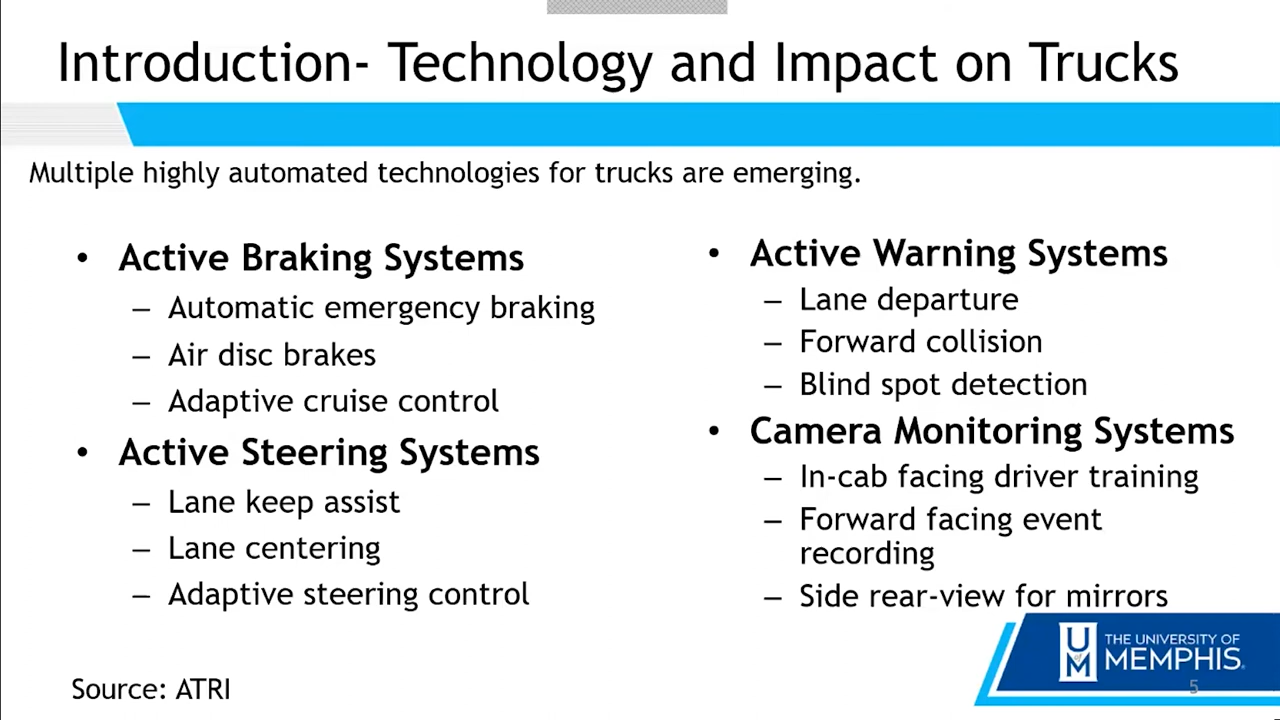 Introduction- Technology and Impact on Trucks
Multiple highly automated technologies for trucks are emerging.
• Active Braking Systems
– Automatic emergency braking
– Air disc brakes
– Adaptive cruise control
• Active Steering Systems
– Lane keep assist
– Lane centering
– Adaptive steering control
• Active Warning Systems
– Lane departure
– Forward collision
– Blind spot detection
• Camera Monitoring Systems
– In-cab facing driver training
– Forward facing event
recording
– Side rear-view for mirrors
Source: ATRI
U of M
THE UNIVERSITY OF
MEMPHIS.
5